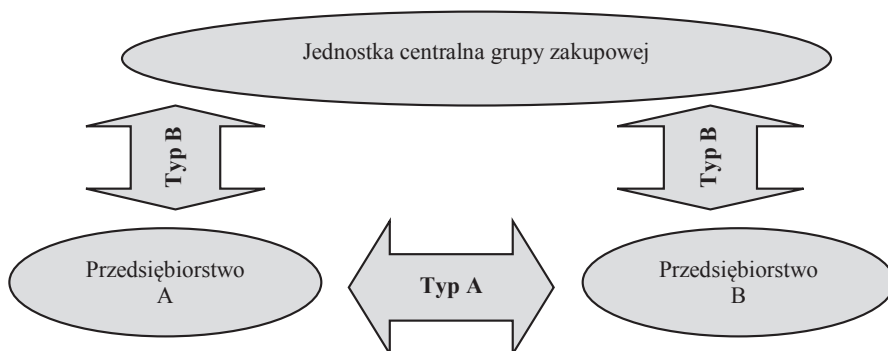 Jednostka centralna grupy zakupowej
Typ B
Typ B
Przedsiębiorstwo
A
Typ A
Przedsiębiorstwo
B